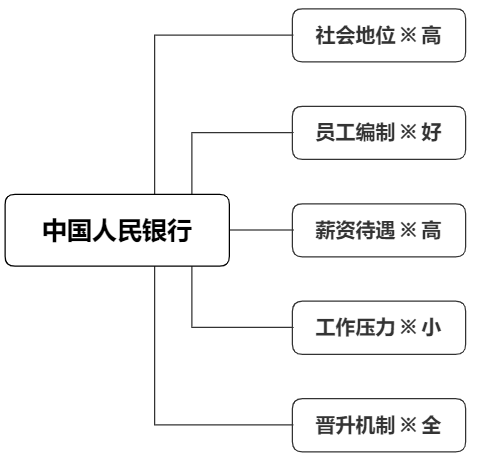 社会地位※高
员工编制※好
中国人民银行
薪资待遇※高
工作压力※小
晋升机制※全